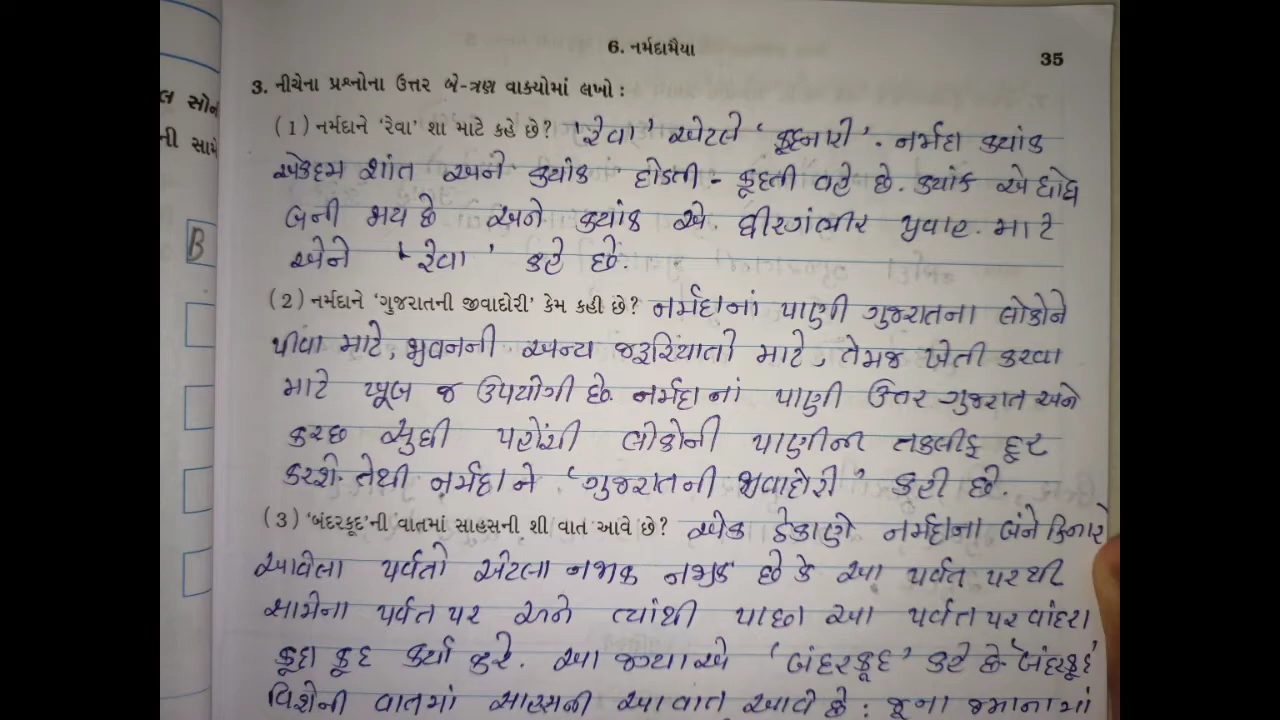 6. નર્મદામૈયા
35
લ સોન
ની સામે
B
3. નીચેના પ્રશ્નોના ઉત્તર બે-ત્રણ વાક્યોમાં લખો :
(1) નર્મદાને ‘રેવા’ શા માટે કહે છે? ‘રેવા’ એટલે ‘કૂદનારી’. નર્મદા ક્યાંક
એકદમ શાંત અને ક્યાંક દોડતી - કૂદતી વહે છે. ક્યાંક એ ધોધ
બની જાય છે અને ક્યાંક એ. ધીરગંભીર પ્રવાહ. માટે
એને ‘રેવા’ કહે છે.
(2) નર્મદાને ‘ગુજરાતની જીવાદોરી’ કેમ કહી છે? નર્મદાનાં પાણી ગુજરાતના લોકોને
પીવા માટે, જીવનની અન્ય જરૂરિયાતો માટે, તેમજ ખેતી કરવા
માટે ખૂબ જ ઉપયોગી છે. નર્મદાનાં પાણી ઉત્તર ગુજરાત અને
કચ્છ સુધી પહોંચી લોકોની પાણીની તકલીફ દૂર
કરશે. તેથી નર્મદાને ‘ગુજરાતની જીવાદોરી’ કહી છે.
(3) ‘બંદરકૂદ’ની વાતમાં સાહસની શી વાત આવે છે? એક ઠેકાણે નર્મદાના બંને કિનારે
આવેલા પર્વતો એટલા નજીક નજીક છે કે આ પર્વત પરથી
સામેના પર્વત પર અને ત્યાંથી પાછા આ પર્વત પર વાંદરા
કૂદા કૂદ કર્યા કરે. આ જગ્યાએ ‘બંદરકૂદ’ કહે છે ‘બંદરકૂદ’
વિશેની વાતમાં સાહસની આ વાત આવે છે : જૂના જમાનામાં